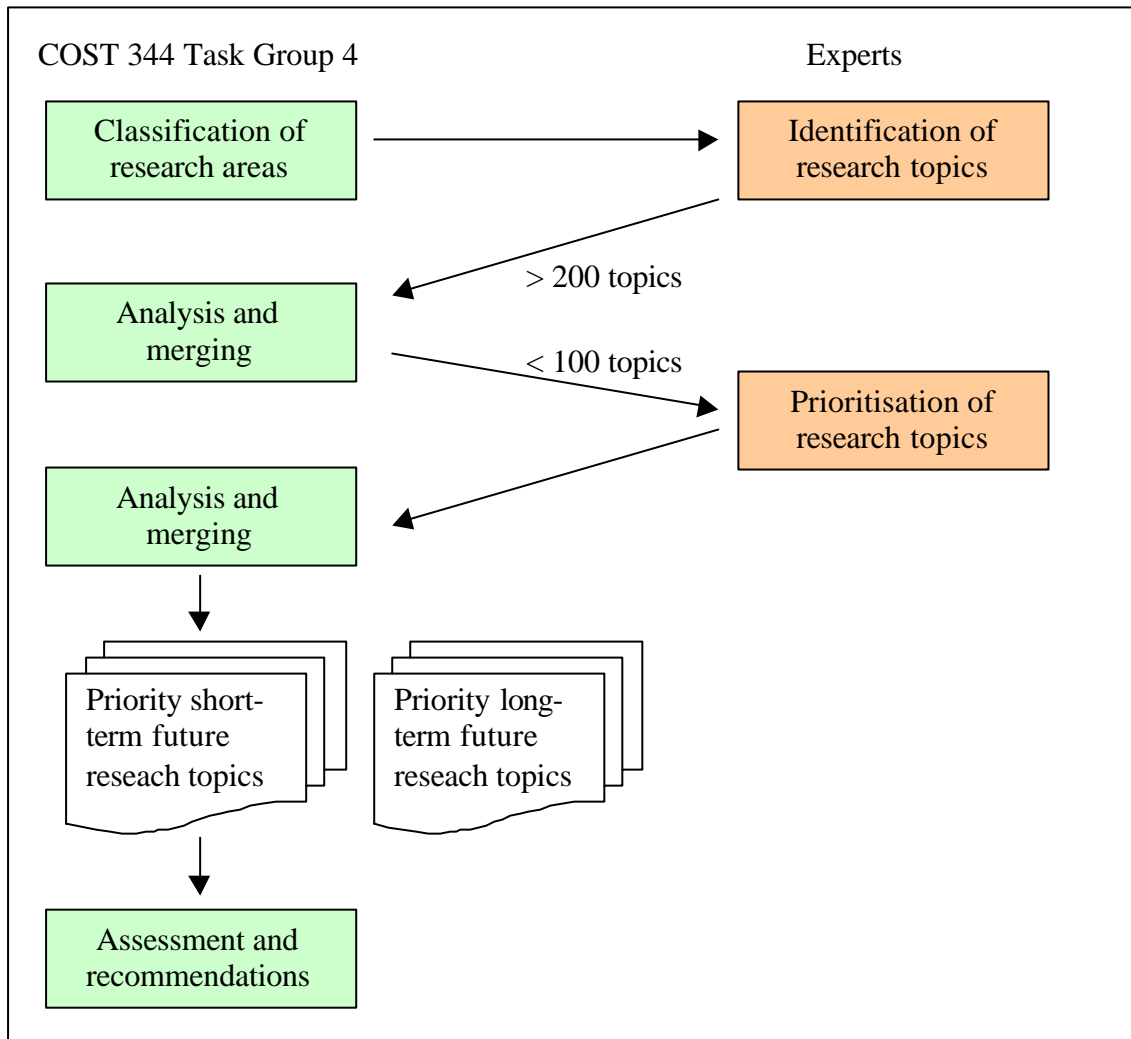 COST 344 Task Group 4
Experts
Classification of
research areas
Identification of
research topics
> 200 topics
Analysis and
merging
< 100 topics
Prioritisation of
research topics
Analysis and
merging
Priority short-
term future
reseach topics
Priority long-
term future
reseach topics
Assessment and
recommendations